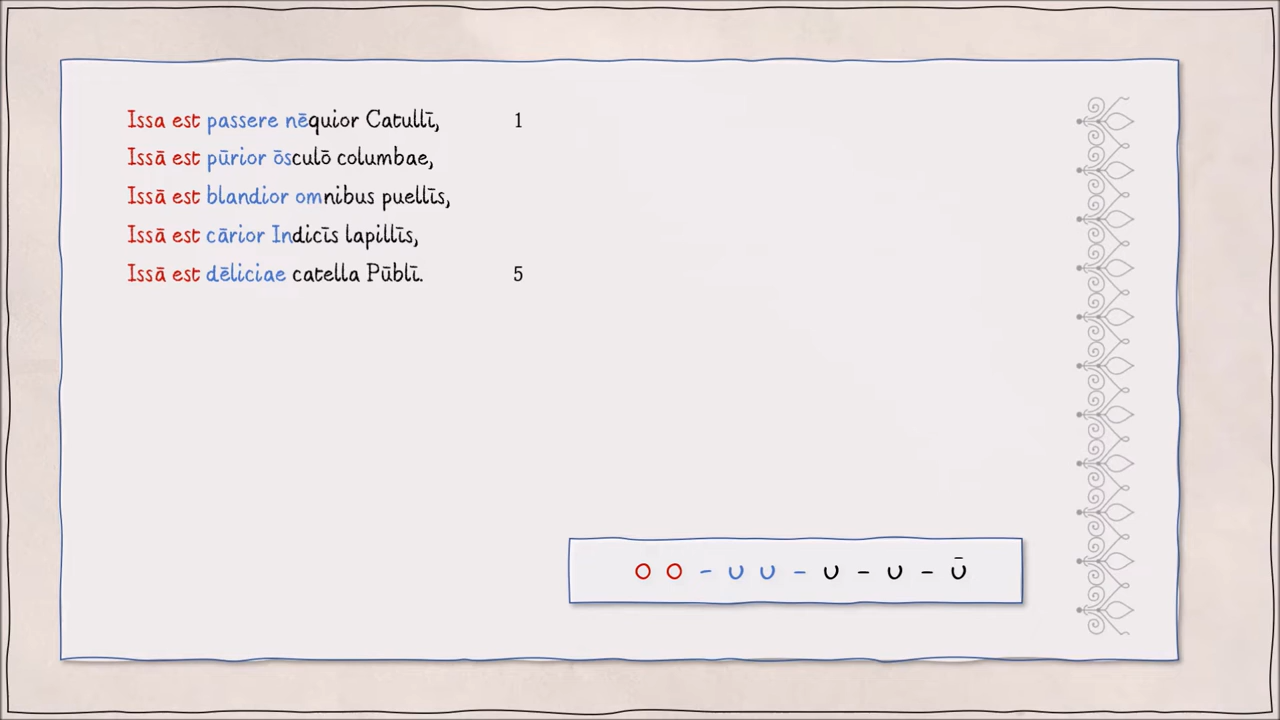 Issa est passere nēquior Catullī, 1
Issā est pūrior ōsculō columbae,
Issā est blandior omnibus puellīs,
Issā est cārior Indicīs lapillīs,
Issā est dēliciae catella Pūblī. 5
○ ○ – ∪ ∪ – ∪ – ∪ – ∪̄